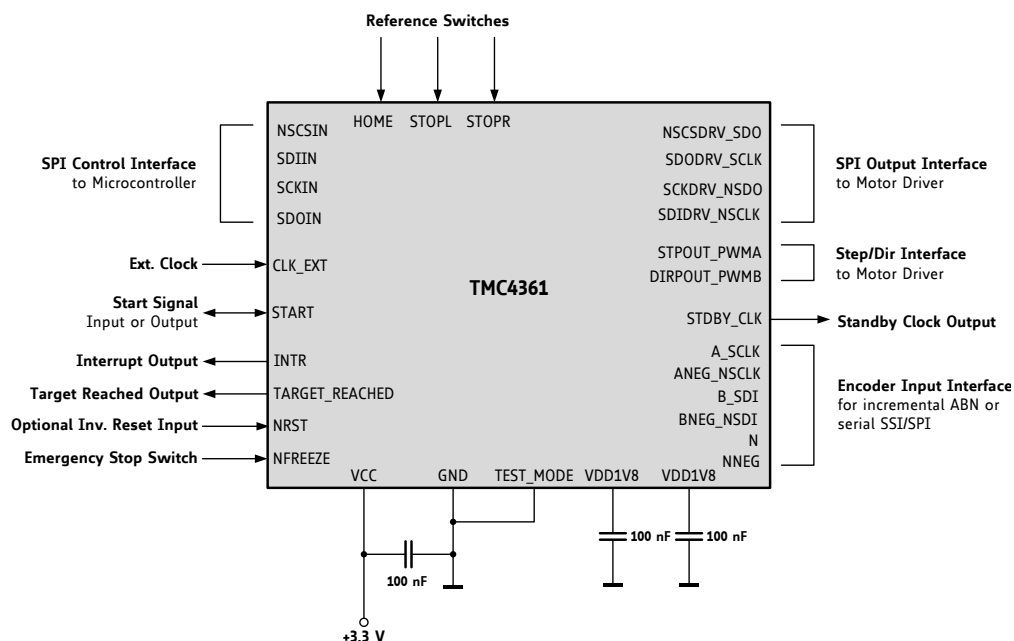 Reference Switches
HOME STOPL STOPR
SPI Control Interface
to Microcontroller
NSCSIN
SDIIN
SCKIN
SDOIN
Ext. Clock
CLK_EXT
Start Signal
Input or Output
START
Interrupt Output
INTR
Target Reached Output
TARGET_REACHED
Optional Inv. Reset Input
NRST
Emergency Stop Switch
NFREEZE
TMC4361
NSCSDRV_SDO
SDODRV_SCLK
SCKDRV_NSDO
SDIDRV_NSCLK
SPI Output Interface
to Motor Driver
STPOUT_PWMA
DIRPOUT_PWMB
Step/Dir Interface
to Motor Driver
STDBY_CLK
Standby Clock Output
A_SCLK
ANEG_NSCLK
B_SDI
BNEG_NSDI
N
NNEG
Encoder Input Interface
for incremental ABN or
serial SSI/SPI
VCC GND TEST_MODE VDD1V8 VDD1V8
100 nF
100 nF
100 nF
+3.3 V